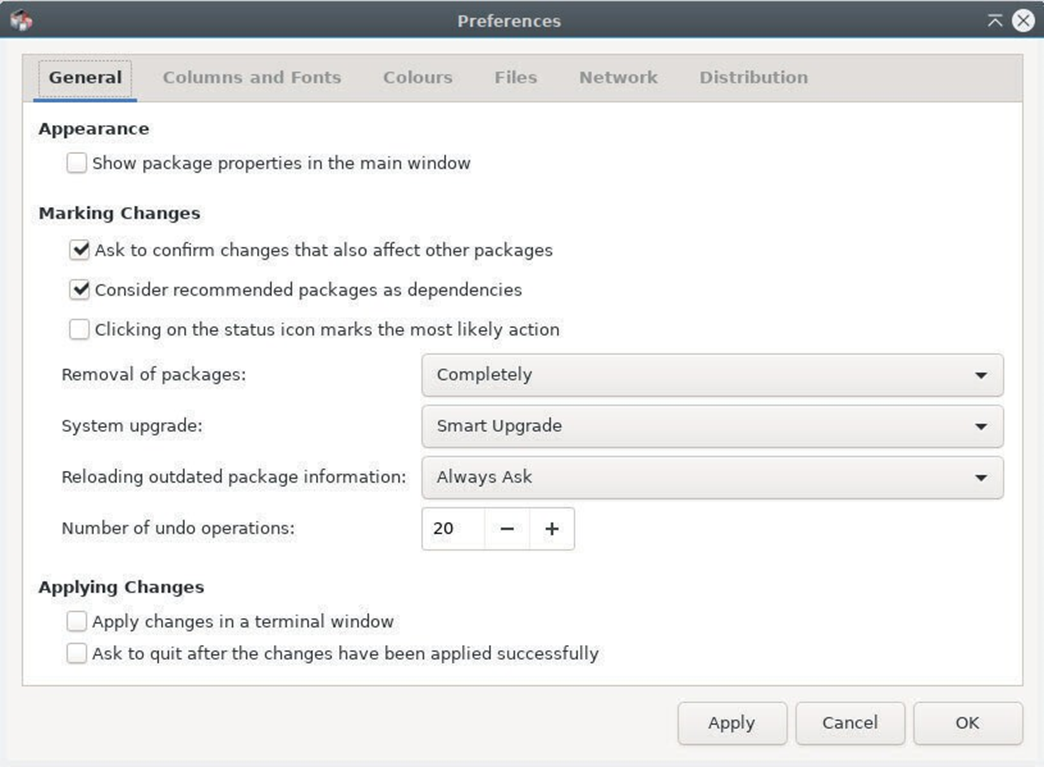 Preferences
General Columns and Fonts Colours Files Network Distribution
Appearance
Show package properties in the main window
Marking Changes
Ask to confirm changes that also affect other packages
Consider recommended packages as dependencies
Clicking on the status icon marks the most likely action
Removal of packages: Completely
System upgrade: Smart Upgrade
Reloading outdated package information: Always Ask
Number of undo operations: 20 − +
Applying Changes
Apply changes in a terminal window
Ask to quit after the changes have been applied successfully
Apply Cancel OK